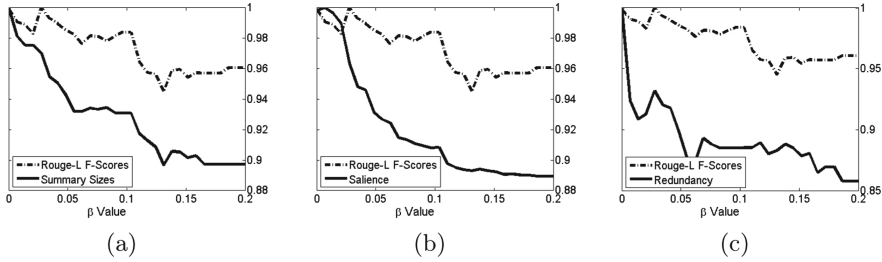 1
0.98
0.96
0.94
0.92
0.9
0.88
0 0.05 0.1 0.15 0.2
β Value
Rouge-L F-Scores
Summary Sizes
(a)
1
0.98
0.96
0.94
0.92
0.9
0.88
0 0.05 0.1 0.15 0.2
β Value
Rouge-L F-Scores
Salience
(b)
1
0.95
0.9
0.85
0 0.05 0.1 0.15 0.2
β Value
Rouge-L F-Scores
Redundancy
(c)